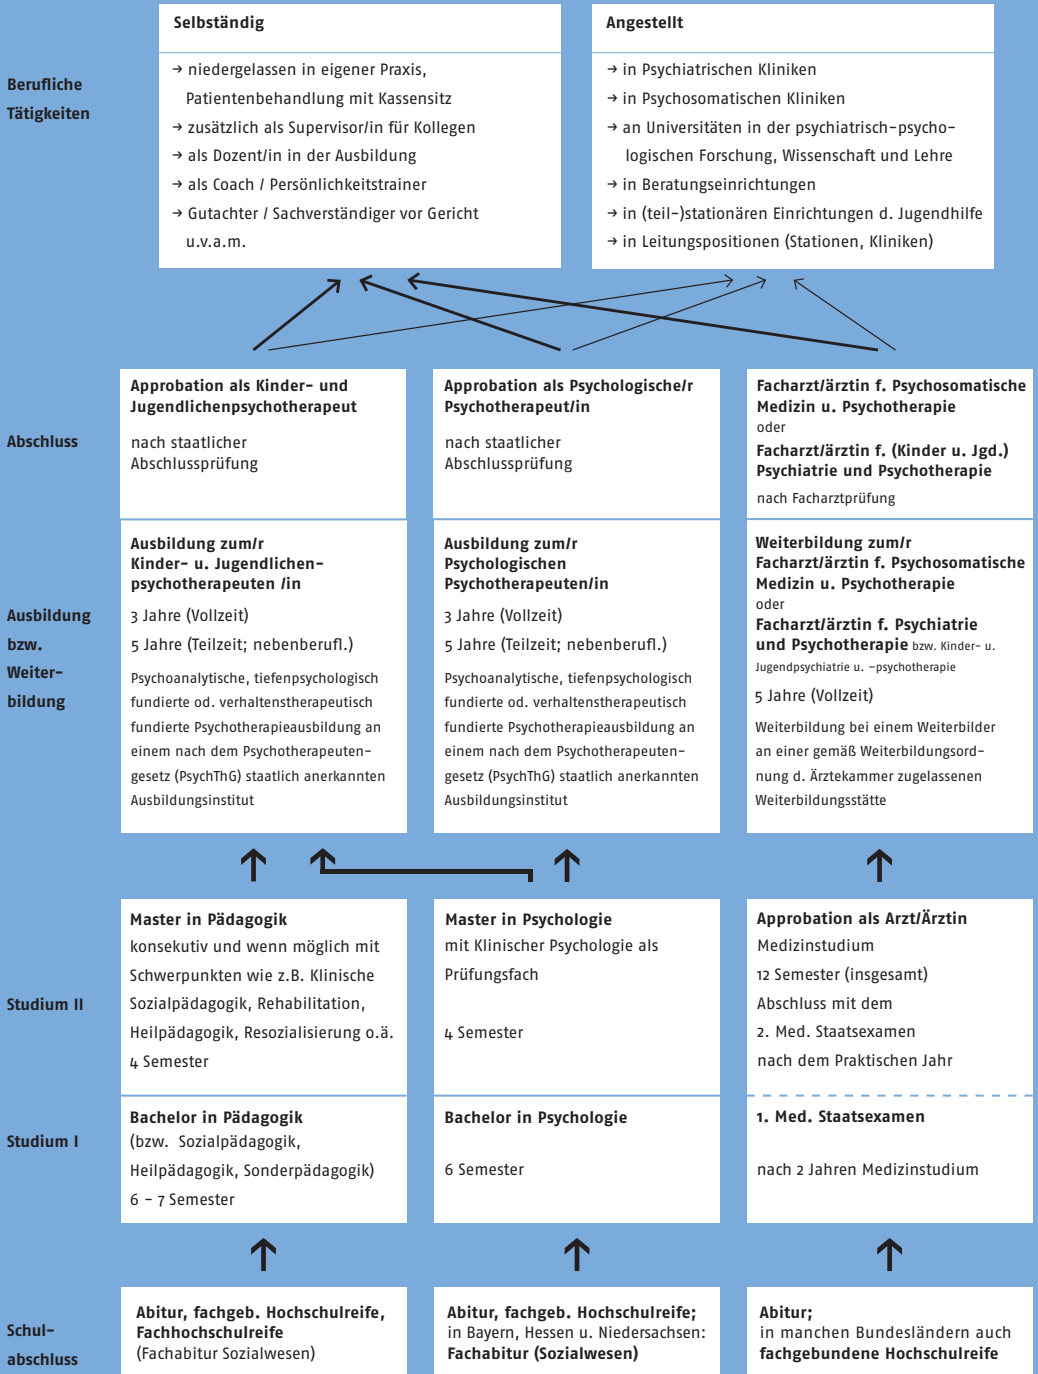 Berufliche
Tätigkeiten
Selbständig
→ niedergelassen in eigener Praxis,
Patientenbehandlung mit Kassensitz
→ zusätzlich als Supervisor/in für Kollegen
→ als Dozent/in in der Ausbildung
→ als Coach / Persönlichkeitstrainer
→ Gutachter / Sachverständiger vor Gericht
u.v.a.m.
Angestellt
→ in Psychiatrischen Kliniken
→ in Psychosomatischen Kliniken
→ an Universitäten in der psychiatrisch-psycho-
logischen Forschung, Wissenschaft und Lehre
→ in Beratungseinrichtungen
→ in (teil-)stationären Einrichtungen d. Jugendhilfe
→ in Leitungspositionen (Stationen, Kliniken)
Abschluss
Approbation als Kinder- und
Jugendlichenpsychotherapeut
nach staatlicher
Abschlussprüfung
Approbation als Psychologische/r
Psychotherapeut/in
nach staatlicher
Abschlussprüfung
Facharzt/ärztin f. Psychosomatische
Medizin u. Psychotherapie
oder
Facharzt/ärztin f. (Kinder u. Jgd.)
Psychiatrie und Psychotherapie
nach Facharztprüfung
Ausbildung
bzw.
Weiter-
bildung
Ausbildung zum/r
Kinder- u. Jugendlichen-
psychotherapeuten /in
3 Jahre (Vollzeit)
5 Jahre (Teilzeit; nebenberufl.)
Psychoanalytische, tiefenpsychologisch
fundierte od. verhaltenstherapeutisch
fundierte Psychotherapieausbildung an
einem nach dem Psychotherapeuten-
gesetz (PsychThG) staatlich anerkannten
Ausbildungsinstitut
Ausbildung zum/r
Psychologischen
Psychotherapeuten/in
3 Jahre (Vollzeit)
5 Jahre (Teilzeit; nebenberufl.)
Psychoanalytische, tiefenpsychologisch
fundierte od. verhaltenstherapeutisch
fundierte Psychotherapieausbildung an
einem nach dem Psychotherapeuten-
gesetz (PsychThG) staatlich anerkannten
Ausbildungsinstitut
Weiterbildung zum/r
Facharzt/ärztin f. Psychosomatische
Medizin u. Psychotherapie
oder
Facharzt/ärztin f. Psychiatrie
und Psychotherapie bzw. Kinder- u.
Jugendpsychiatrie u. –psychotherapie
5 Jahre (Vollzeit)
Weiterbildung bei einem Weiterbilder
an einer gemäß Weiterbildungsord-
nung d. Ärztekammer zugelassenen
Weiterbildungsstätte
Studium II
Master in Pädagogik
konsekutiv und wenn möglich mit
Schwerpunkten wie z.B. Klinische
Sozialpädagogik, Rehabilitation,
Heilpädagogik, Resozialisierung o.ä.
4 Semester
Master in Psychologie
mit Klinischer Psychologie als
Prüfungsfach
4 Semester
Approbation als Arzt/Ärztin
Medizinstudium
12 Semester (insgesamt)
Abschluss mit dem
2. Med. Staatsexamen
nach dem Praktischen Jahr
Studium I
Bachelor in Pädagogik
(bzw. Sozialpädagogik,
Heilpädagogik, Sonderpädagogik)
6 - 7 Semester
Bachelor in Psychologie
6 Semester
1. Med. Staatsexamen
nach 2 Jahren Medizinstudium
Schul-
abschluss
Abitur, fachgeb. Hochschulreife,
Fachhochschulreife
(Fachabitur Sozialwesen)
Abitur, fachgeb. Hochschulreife;
in Bayern, Hessen u. Niedersachsen:
Fachabitur (Sozialwesen)
Abitur;
in manchen Bundesländern auch
fachgebundene Hochschulreife